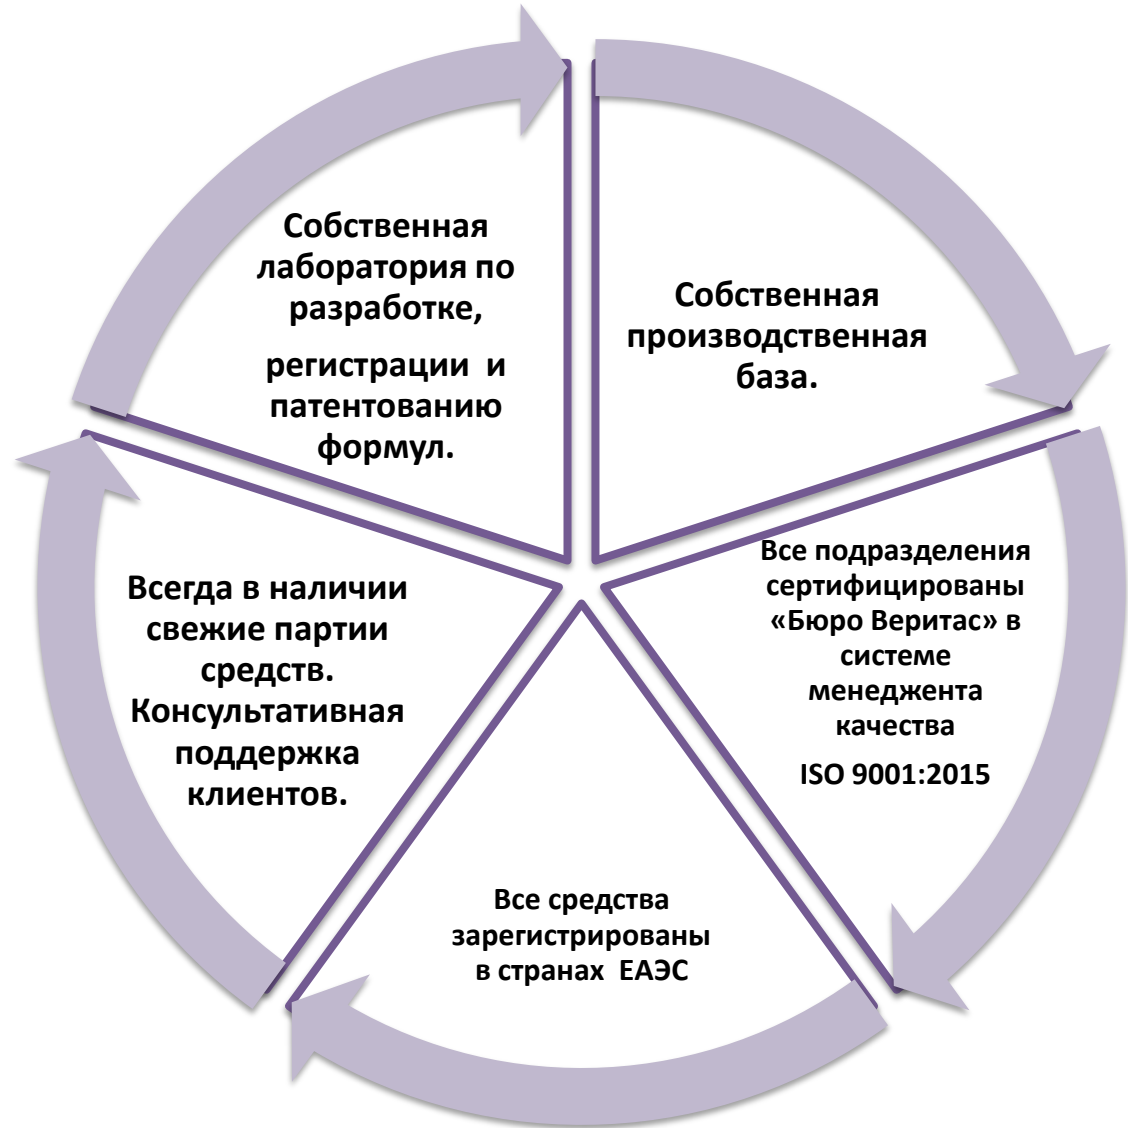 Собственная
лаборатория по
разработке,
регистрации и
патентованию
формул.
Собственная
производственная
база.
Все подразделения
сертифицированы
«Бюро Веритас» в
системе
менеджмента
качества
ISO 9001:2015
Все средства
зарегистрированы
в странах ЕАЭС
Всегда в наличии
свежие партии
средств.
Консультативная
поддержка
клиентов.